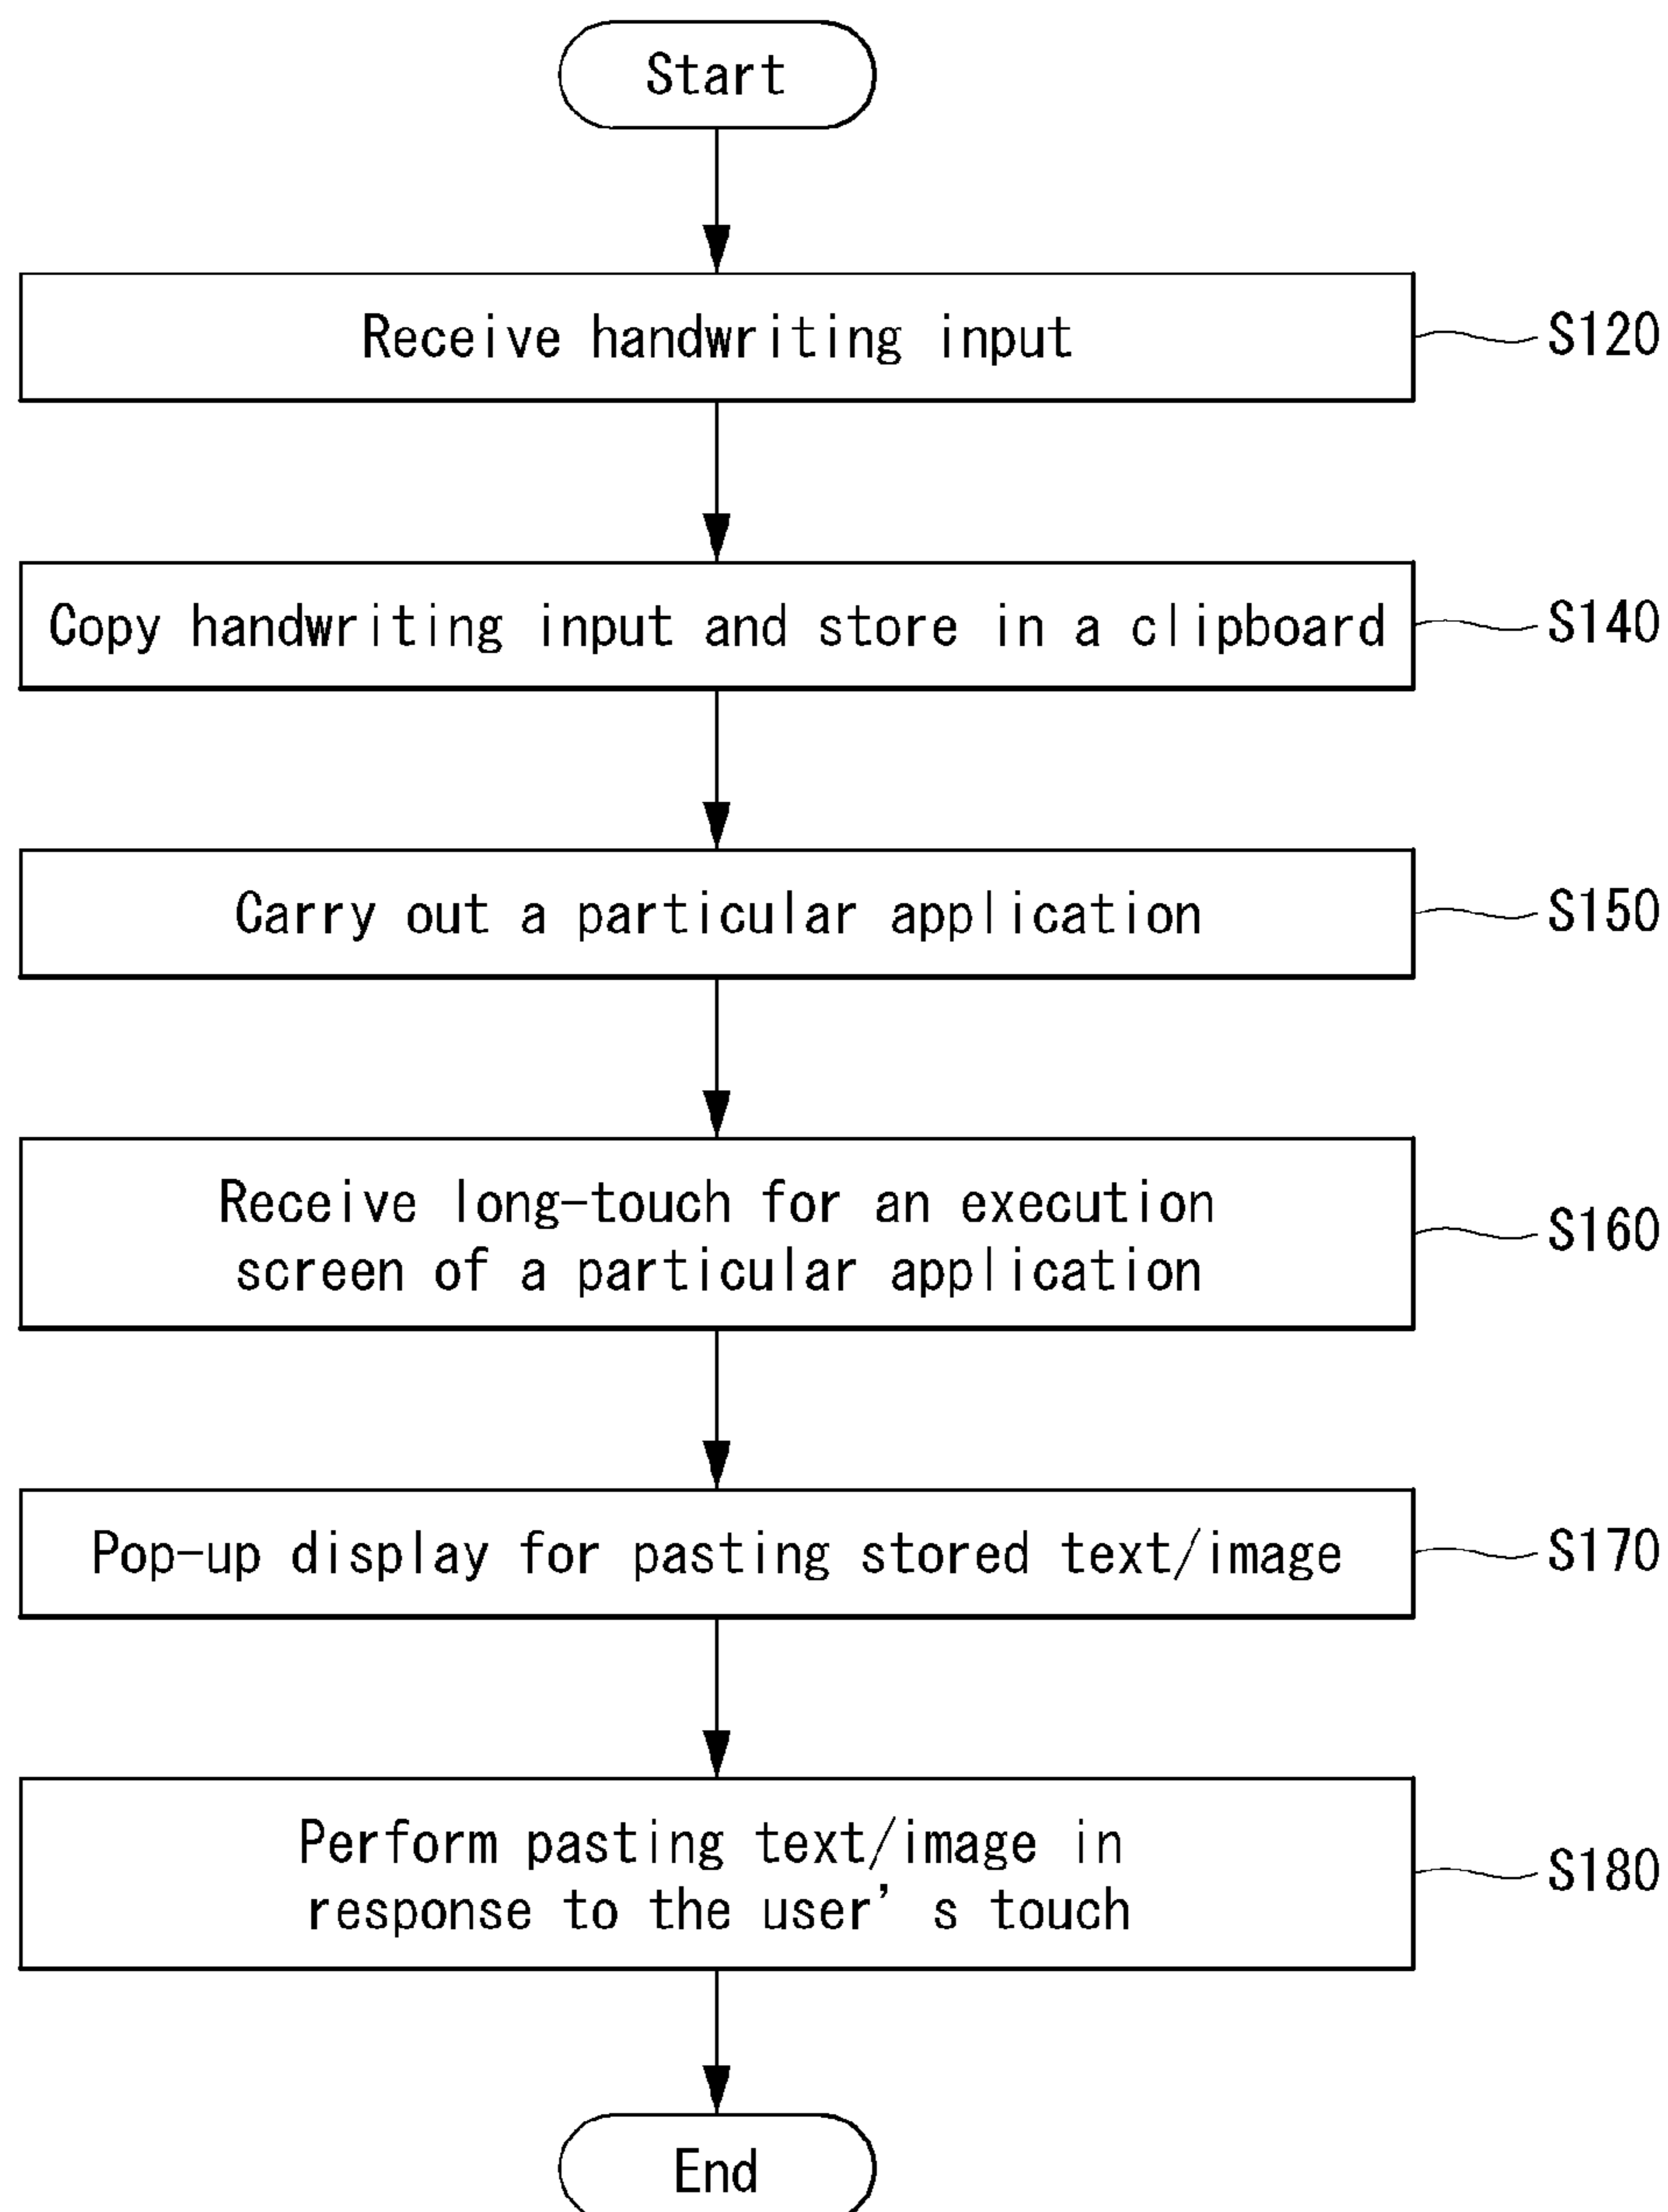 Start
Receive handwriting input
S120
Copy handwriting input and store in a clipboard
S140
Carry out a particular application
S150
Receive long-touch for an execution
screen of a particular application
S160
Pop-up display for pasting stored text/image
S170
Perform pasting text/image in
response to the user's touch
S180
End